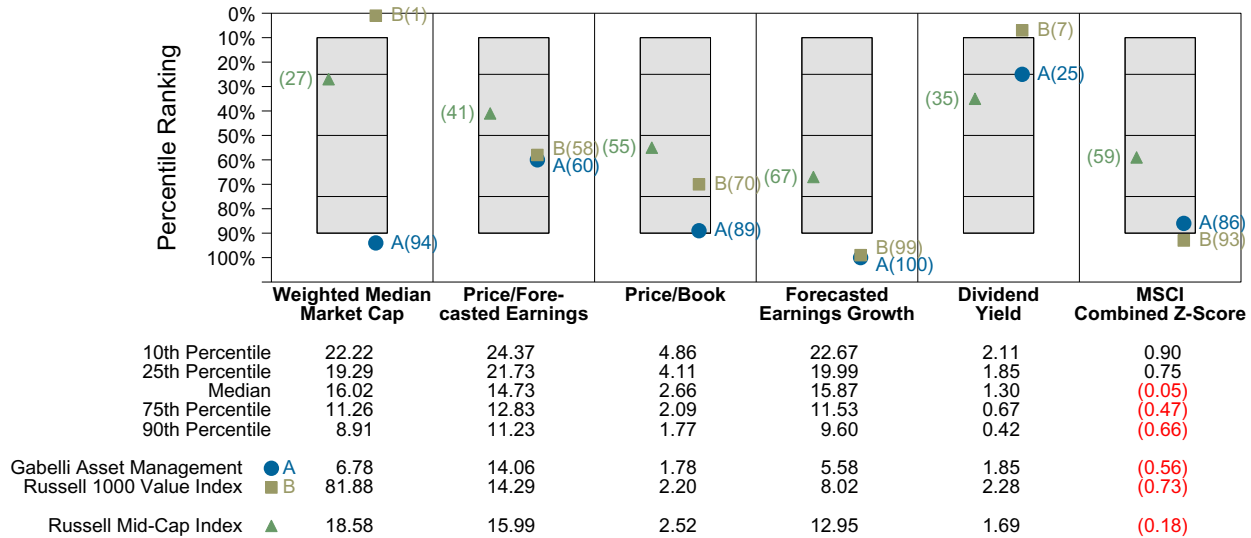 Percentile Ranking
0%
10%
20%
30%
40%
50%
60%
70%
80%
90%
100%
B(1)
(27)
A(94)
(41)
B(58)
A(60)
(55)
B(70)
A(89)
(67)
B(99)
A(100)
B(7)
A(25)
(35)
(59)
A(86)
B(93)
Weighted Median
Market Cap
Price/Fore-
casted Earnings
Price/Book
Forecasted
Earnings Growth
Dividend
Yield
MSCI
Combined Z-Score
10th Percentile 22.22 24.37 4.86 22.67 2.11 0.90
25th Percentile 19.29 21.73 4.11 19.99 1.85 0.75
Median 16.02 14.73 2.66 15.87 1.30 (0.05)
75th Percentile 11.26 12.83 2.09 11.53 0.67 (0.47)
90th Percentile 8.91 11.23 1.77 9.60 0.42 (0.66)
Gabelli Asset Management A 6.78 14.06 1.78 5.58 1.85 (0.56)
Russell 1000 Value Index B 81.88 14.29 2.20 8.02 2.28 (0.73)
Russell Mid-Cap Index 18.58 15.99 2.52 12.95 1.69 (0.18)